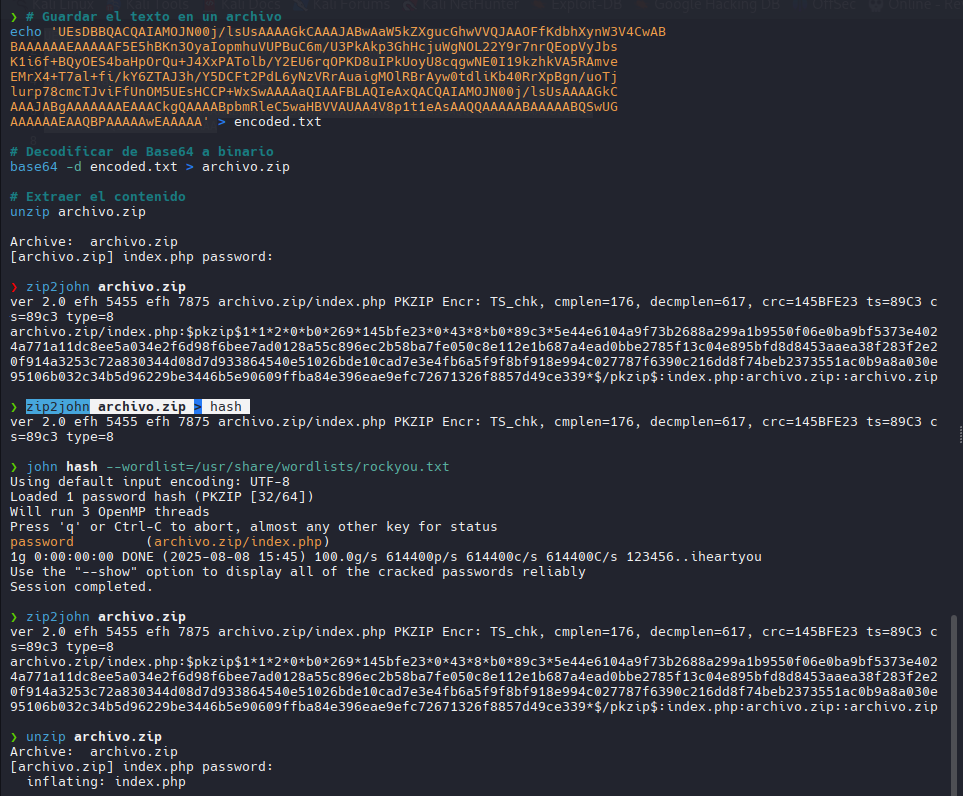 ❯ # Guardar el texto en un archivo
echo 'UEsDBBQACQAIAMOJN00j/lsUsAAAAGkCAAAJABwAaW5kZXgucGhwVVQJAAOFfKdbhXynW3V4CwAB
BAAAAAAEAAAAAF5E5hBKn3OyaIopmhuVUPBuC6m/U3PkAkp3GhHcjuWgNOL22Y9r7nrQEopVyJbs
K1i6f+BQyOES4baHpOrQu+J4XxPATolb/Y2EU6rqOPKD8uIPkUoyU8cqgwNE0I19kzhkVA5RAmve
EMrX4+T7al+fi/kY6ZTAJ3h/Y5DCFt2PdL6yNzVRrAuaigMOlRBrAyw0tdliKb40RrXpBgn/uoTj
lurp78cmcTJviFfUnOM5UEsHCCP+WxSwAAAAaQIAAFBLAQIeAxQACQAIAMOJN00j/lsUsAAAAGkC
AAAJABgAAAAAAAEAAACkgQAAAABpbmRleC5waHBVVAUAA4V8p1t1eAsAAQQAAAAABAAAAABQSwUG
AAAAAAEAAQBPAAAAAwEAAAAA' > encoded.txt
# Decodificar de Base64 a binario
base64 -d encoded.txt > archivo.zip
# Extraer el contenido
unzip archivo.zip
Archive:  archivo.zip
[archivo.zip] index.php password:
❯ zip2john archivo.zip
ver 2.0 efh 5455 efh 7875 archivo.zip/index.php PKZIP Encr: TS_chk, cmplen=176, decmplen=617, crc=145BFE23 ts=89C3 c
s=89c3 type=8
archivo.zip/index.php:$pkzip$1*1*2*0*b0*269*145bfe23*0*43*8*b0*89c3*5e44e6104a9f73b2688a299a1b9550f06e0ba9bf5373e402
4a771a11dc8ee5a034e2f6d98f6bee7ad0128a55c896ec2b58ba7fe050c8e112e1b687a4ead0bbe2785f13c04e895bfd8d8453aaea38f283f2e2
0f914a3253c72a830344d08d7d933864540e51026bde10cad7e3e4fb6a5f9f8bf918e994c027787f6390c216dd8f74beb2373551ac0b9a8a030e
95106b032c34b5d96229be3446b5e90609ffba84e396eae9efc72671326f8857d49ce339*$/pkzip$:index.php:archivo.zip::archivo.zip
❯ zip2john archivo.zip > hash
ver 2.0 efh 5455 efh 7875 archivo.zip/index.php PKZIP Encr: TS_chk, cmplen=176, decmplen=617, crc=145BFE23 ts=89C3 c
s=89c3 type=8
❯ john hash --wordlist=/usr/share/wordlists/rockyou.txt
Using default input encoding: UTF-8
Loaded 1 password hash (PKZIP [32/64])
Will run 3 OpenMP threads
Press 'q' or Ctrl-C to abort, almost any other key for status
password         (archivo.zip/index.php)
1g 0:00:00:00 DONE (2025-08-08 15:45) 100.0g/s 614400p/s 614400c/s 614400C/s 123456..iheartyou
Use the "--show" option to display all of the cracked passwords reliably
Session completed.
❯ zip2john archivo.zip
ver 2.0 efh 5455 efh 7875 archivo.zip/index.php PKZIP Encr: TS_chk, cmplen=176, decmplen=617, crc=145BFE23 ts=89C3 c
s=89c3 type=8
archivo.zip/index.php:$pkzip$1*1*2*0*b0*269*145bfe23*0*43*8*b0*89c3*5e44e6104a9f73b2688a299a1b9550f06e0ba9bf5373e402
4a771a11dc8ee5a034e2f6d98f6bee7ad0128a55c896ec2b58ba7fe050c8e112e1b687a4ead0bbe2785f13c04e895bfd8d8453aaea38f283f2e2
0f914a3253c72a830344d08d7d933864540e51026bde10cad7e3e4fb6a5f9f8bf918e994c027787f6390c216dd8f74beb2373551ac0b9a8a030e
95106b032c34b5d96229be3446b5e90609ffba84e396eae9efc72671326f8857d49ce339*$/pkzip$:index.php:archivo.zip::archivo.zip
❯ unzip archivo.zip
Archive:  archivo.zip
[archivo.zip] index.php password:
  inflating: index.php